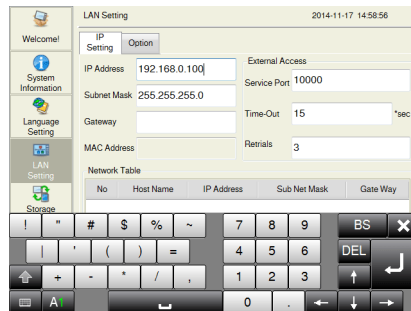 LAN Setting 2014-11-17 14:58:56
Welcome!
System
Information
Language
Setting
LAN
Setting
Storage
IP
Setting
Option
IP Address 192.168.0.100
Subnet Mask 255.255.255.0
Gateway
MAC Address
External Access
Service Port 10000
Time-Out 15 *sec
Retrials 3
Network Table
No Host Name IP Address Sub Net Mask Gate Way
! " # $ % ~ 7 8 9 BS X
| ' ( ) = 4 5 6 DEL
+ - * / , 1 2 3
A1 0 .